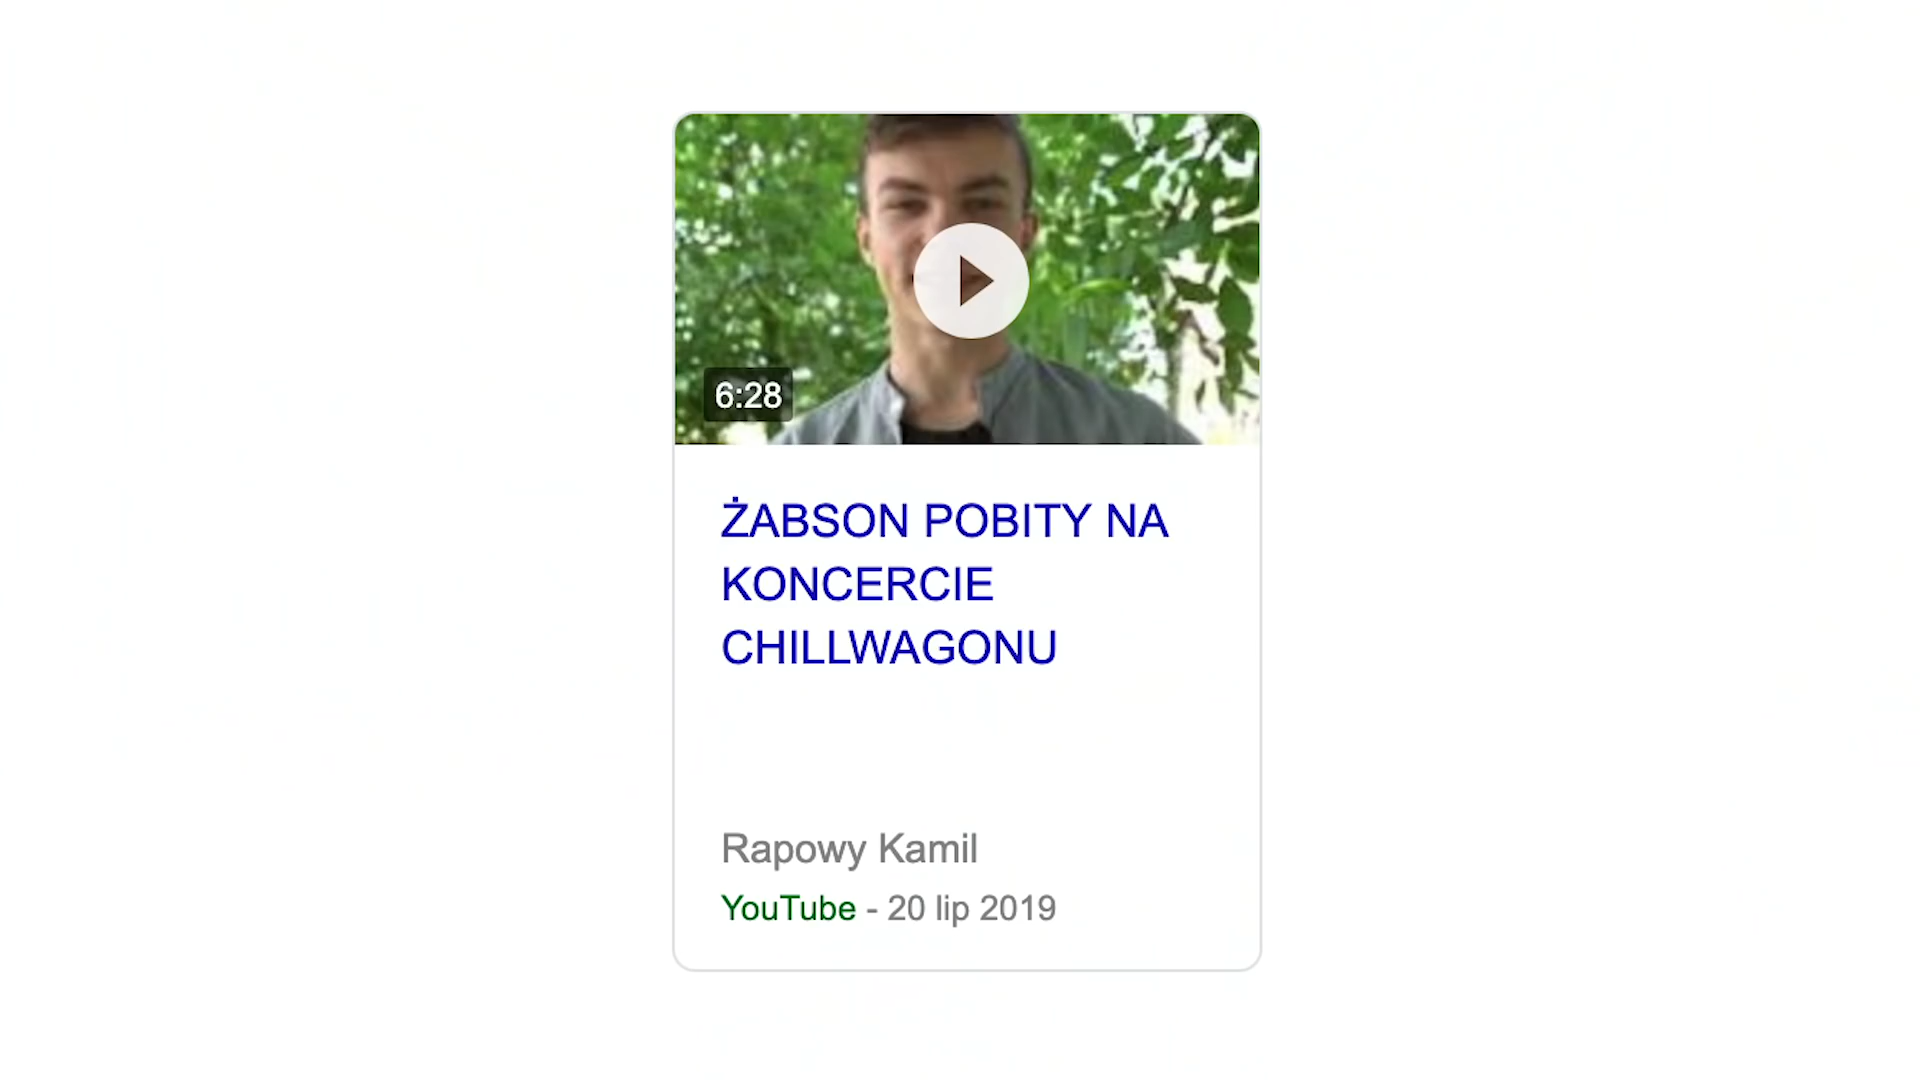 6:28
ŻABSON POBITY NA
KONCERCIE
CHILLWAGONU
Rapowy Kamil
YouTube - 20 lip 2019